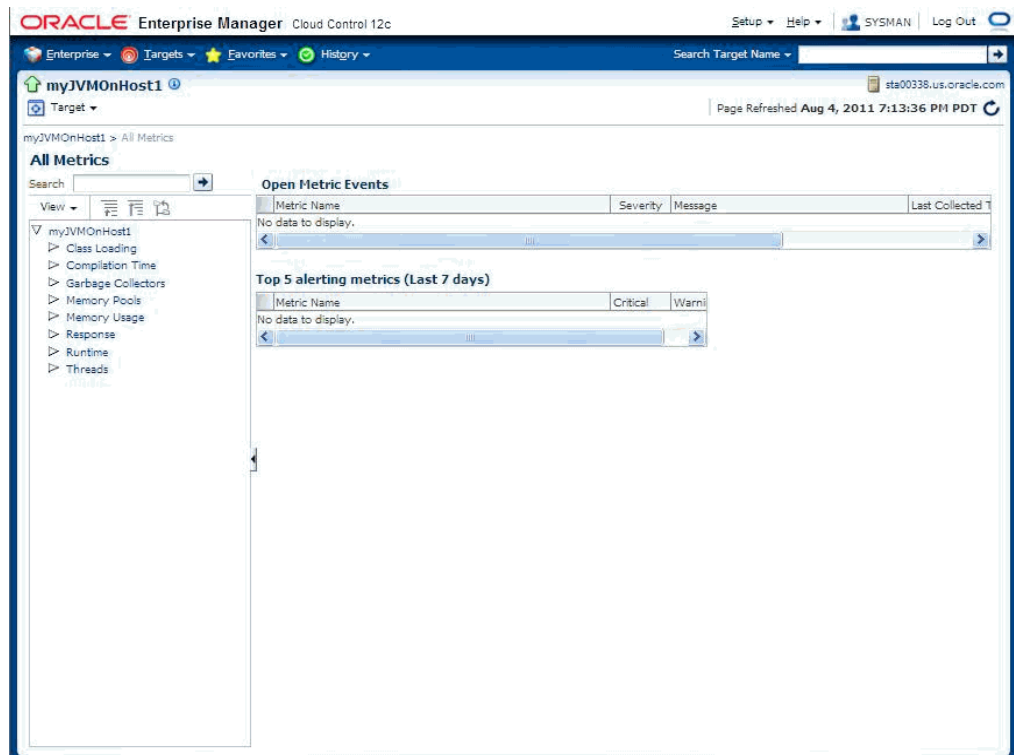 ORACLE Enterprise Manager Cloud Control 12c
Setup Help SYSMAN Log Out
Enterprise Targets Favorites History Search Target Name
myJVMOnHost1 sta00338.us.oracle.com
Target Page Refreshed Aug 4, 2011 7:13:36 PM PDT
myJVMOnHost1 > All Metrics
All Metrics
Search
View
myJVMOnHost1
Class Loading
Compilation Time
Garbage Collectors
Memory Pools
Memory Usage
Response
Runtime
Threads
Open Metric Events
Metric Name Severity Message Last Collected T
No data to display.
Top 5 alerting metrics (Last 7 days)
Metric Name Critical Warni
No data to display.